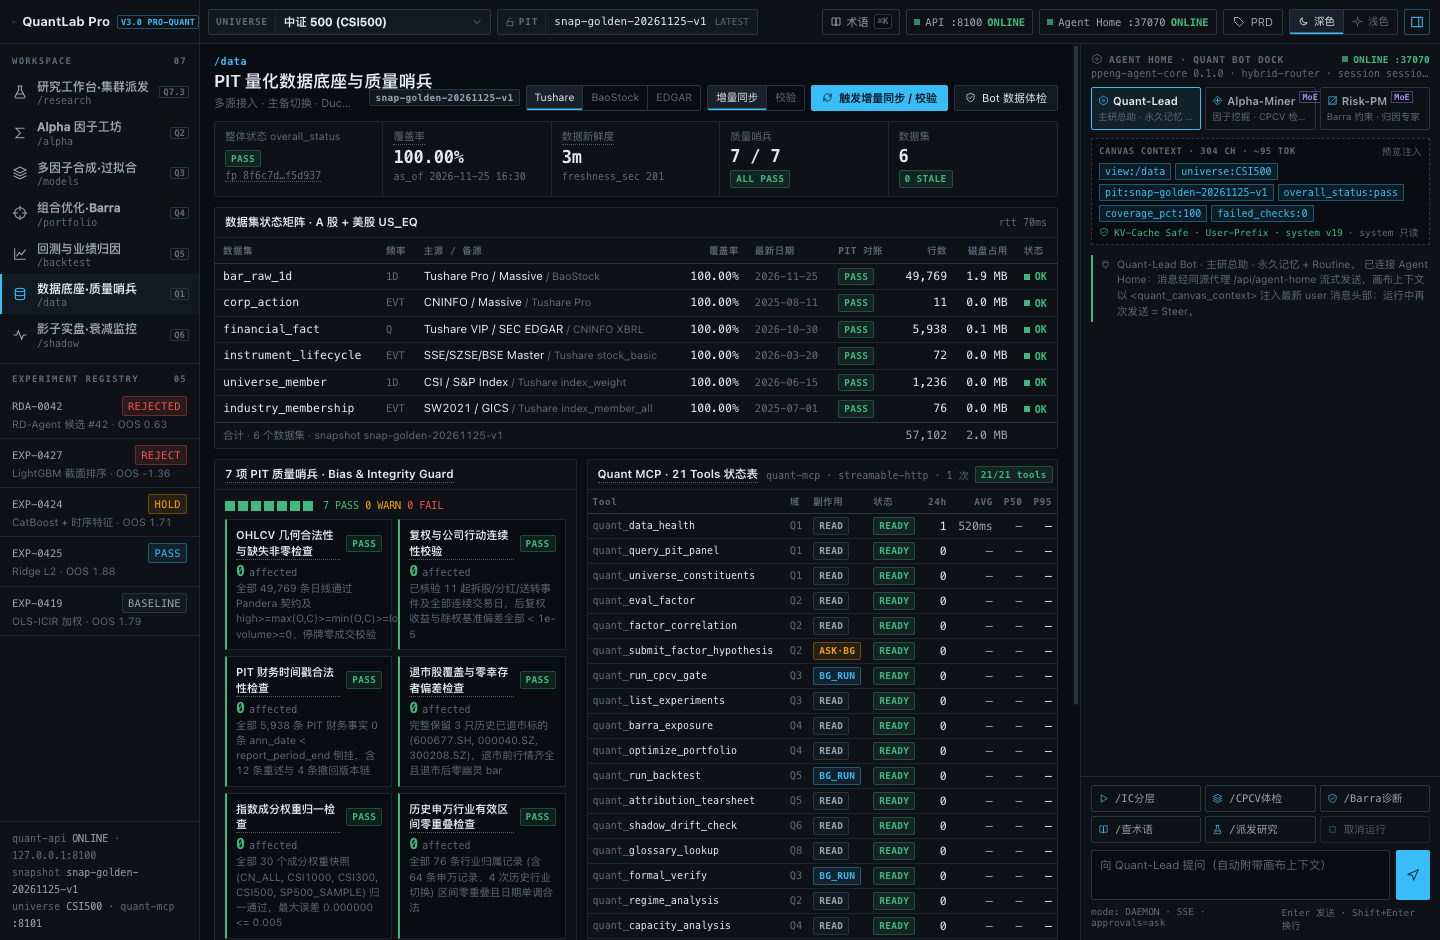 QuantLab Pro V3.0 PRO-QUANT
UNIVERSE 中证 500 (CSI500)
PIT snap-golden-20261125-v1 LATEST
术语 ⌘K
API :8100 ONLINE
Agent Home :37070 ONLINE
PRD
深色 浅色
WORKSPACE 07
研究工作台·集群派发 Q7.3
/research
Alpha 因子工坊 Q2
/alpha
多因子合成·过拟合 Q3
/models
组合优化·Barra Q4
/portfolio
回测与业绩归因 Q5
/backtest
数据底座·质量哨兵 Q1
/data
影子实盘·衰减监控 Q6
/shadow
EXPERIMENT REGISTRY 05
RDA-0042 REJECTED
RD-Agent 候选 #42 · OOS 0.63
EXP-0427 REJECT
LightGBM 截面排序 · OOS -1.36
EXP-0424 HOLD
CatBoost + 时序特征 · OOS 1.71
EXP-0425 PASS
Ridge L2 · OOS 1.88
EXP-0419 BASELINE
OLS-ICIR 加权 · OOS 1.79
quant-api ONLINE ·
127.0.0.1:8100
snapshot snap-golden-
20261125-v1
universe CSI500 · quant-mcp
:8101
/data
PIT 量化数据底座与质量哨兵
多源接入 · 主备切换 · Duc...
snap-golden-20261125-v1
Tushare BaoStock EDGAR
增量同步 校验
触发增量同步 / 校验
Bot 数据体检
整体状态 overall_status
PASS
fp 8f6c7d…f5d937
覆盖率
100.00%
as_of 2026-11-25 16:30
数据新鲜度
3m
freshness_sec 201
质量哨兵
7 / 7
ALL PASS
数据集
6
0 STALE
数据集状态矩阵 · A 股 + 美股 US_EQ rtt 70ms
数据集 频率 主源 / 备源 覆盖率 最新日期 PIT 对账 行数 磁盘占用 状态
bar_raw_1d 1D Tushare Pro / Massive / BaoStock 100.00% 2026-11-25 PASS 49,769 1.9 MB OK
corp_action EVT CNINFO / Massive / Tushare Pro 100.00% 2025-08-11 PASS 11 0.0 MB OK
financial_fact Q Tushare VIP / SEC EDGAR / CNINFO XBRL 100.00% 2026-10-30 PASS 5,938 0.1 MB OK
instrument_lifecycle EVT SSE/SZSE/BSE Master / Tushare stock_basic 100.00% 2026-03-20 PASS 72 0.0 MB OK
universe_member 1D CSI / S&P Index / Tushare index_weight 100.00% 2026-06-15 PASS 1,236 0.0 MB OK
industry_membership EVT SW2021 / GICS / Tushare index_member_all 100.00% 2025-07-01 PASS 76 0.0 MB OK
合计 · 6 个数据集 · snapshot snap-golden-20261125-v1 57,102 2.0 MB
7 项 PIT 质量哨兵 · Bias & Integrity Guard
7 PASS 0 WARN 0 FAIL
OHLCV 几何合法性
与缺失非零检查 PASS
0 affected
全部 49,769 条日线通过
Pandera 契约及
high>=max(O,C)>=min(O,C)>=lo
volume>=0、停牌零成交校验
复权与公司行动连续
性校验 PASS
0 affected
已核验 11 起拆股/分红/送转事
件及全部连续交易日，后复权
收益与除权基准偏差全部 < 1e-
5
PIT 财务时间戳合法
性检查 PASS
0 affected
全部 5,938 条 PIT 财务事实 0
条 ann_date <
report_period_end 倒挂，含
12 条重述与 4 条撤回版本链
退市股覆盖与零幸存
者偏差检查 PASS
0 affected
完整保留 3 只历史已退市标的
(600677.SH, 000040.SZ,
300208.SZ)，退市前行情齐全
且退市后零幽灵 bar
指数成分权重归一检
查 PASS
0 affected
全部 30 个成分权重快照
(CN_ALL, CSI1000, CSI300,
CSI500, SP500_SAMPLE) 归
一通过，最大误差 0.000000
<= 0.005
历史申万行业有效区
间零重叠检查 PASS
0 affected
全部 76 条行业归属记录 (含
64 条申万记录、4 次历史行业
切换) 区间零重叠且日期单调合
法
Quant MCP · 21 Tools 状态表 quant-mcp · streamable-http · 1 次 21/21 tools
Tool 域 副作用 状态 24h AVG P50 P95
quant_data_health Q1 READ READY 1 520ms — —
quant_query_pit_panel Q1 READ READY 0 — — —
quant_universe_constituents Q1 READ READY 0 — — —
quant_eval_factor Q2 READ READY 0 — — —
quant_factor_correlation Q2 READ READY 0 — — —
quant_submit_factor_hypothesis Q2 ASK·BG READY 0 — — —
quant_run_cpcv_gate Q3 BG_RUN READY 0 — — —
quant_list_experiments Q3 READ READY 0 — — —
quant_barra_exposure Q4 READ READY 0 — — —
quant_optimize_portfolio Q4 READ READY 0 — — —
quant_run_backtest Q5 BG_RUN READY 0 — — —
quant_attribution_tearsheet Q5 READ READY 0 — — —
quant_shadow_drift_check Q6 READ READY 0 — — —
quant_glossary_lookup Q8 READ READY 0 — — —
quant_formal_verify Q3 BG_RUN READY 0 — — —
quant_regime_analysis Q2 READ READY 0 — — —
quant_capacity_analysis Q4 READ READY 0 — — —
AGENT HOME · QUANT BOT DOCK ONLINE :37070
ppeng-agent-core 0.1.0 · hybrid-router · session sessio…
Quant-Lead
主研总助 · 永久记忆 ...
Alpha-Miner MoE
因子挖掘 · CPCV 检...
Risk-PM MoE
Barra 约束 · 归因专家
CANVAS CONTEXT · 304 CH · ~95 TOK 预览注入
view:/data universe:CSI500
pit:snap-golden-20261125-v1 overall_status:pass
coverage_pct:100 failed_checks:0
KV-Cache Safe · User-Prefix · system v19 · system 只读
Quant-Lead Bot · 主研总助 · 永久记忆 + Routine。 已连接 Agent
Home：消息经同源代理 /api/agent-home 流式发送，画布上下文
以 <quant_canvas_context> 注入最新 user 消息头部；运行中再
次发送 = Steer。
/IC分层 /CPCV体检 /Barra诊断
/查术语 /派发研究 取消运行
向 Quant-Lead 提问（自动附带画布上下文）
mode: DAEMON · SSE ·
approvals=ask
Enter 发送 · Shift+Enter
换行